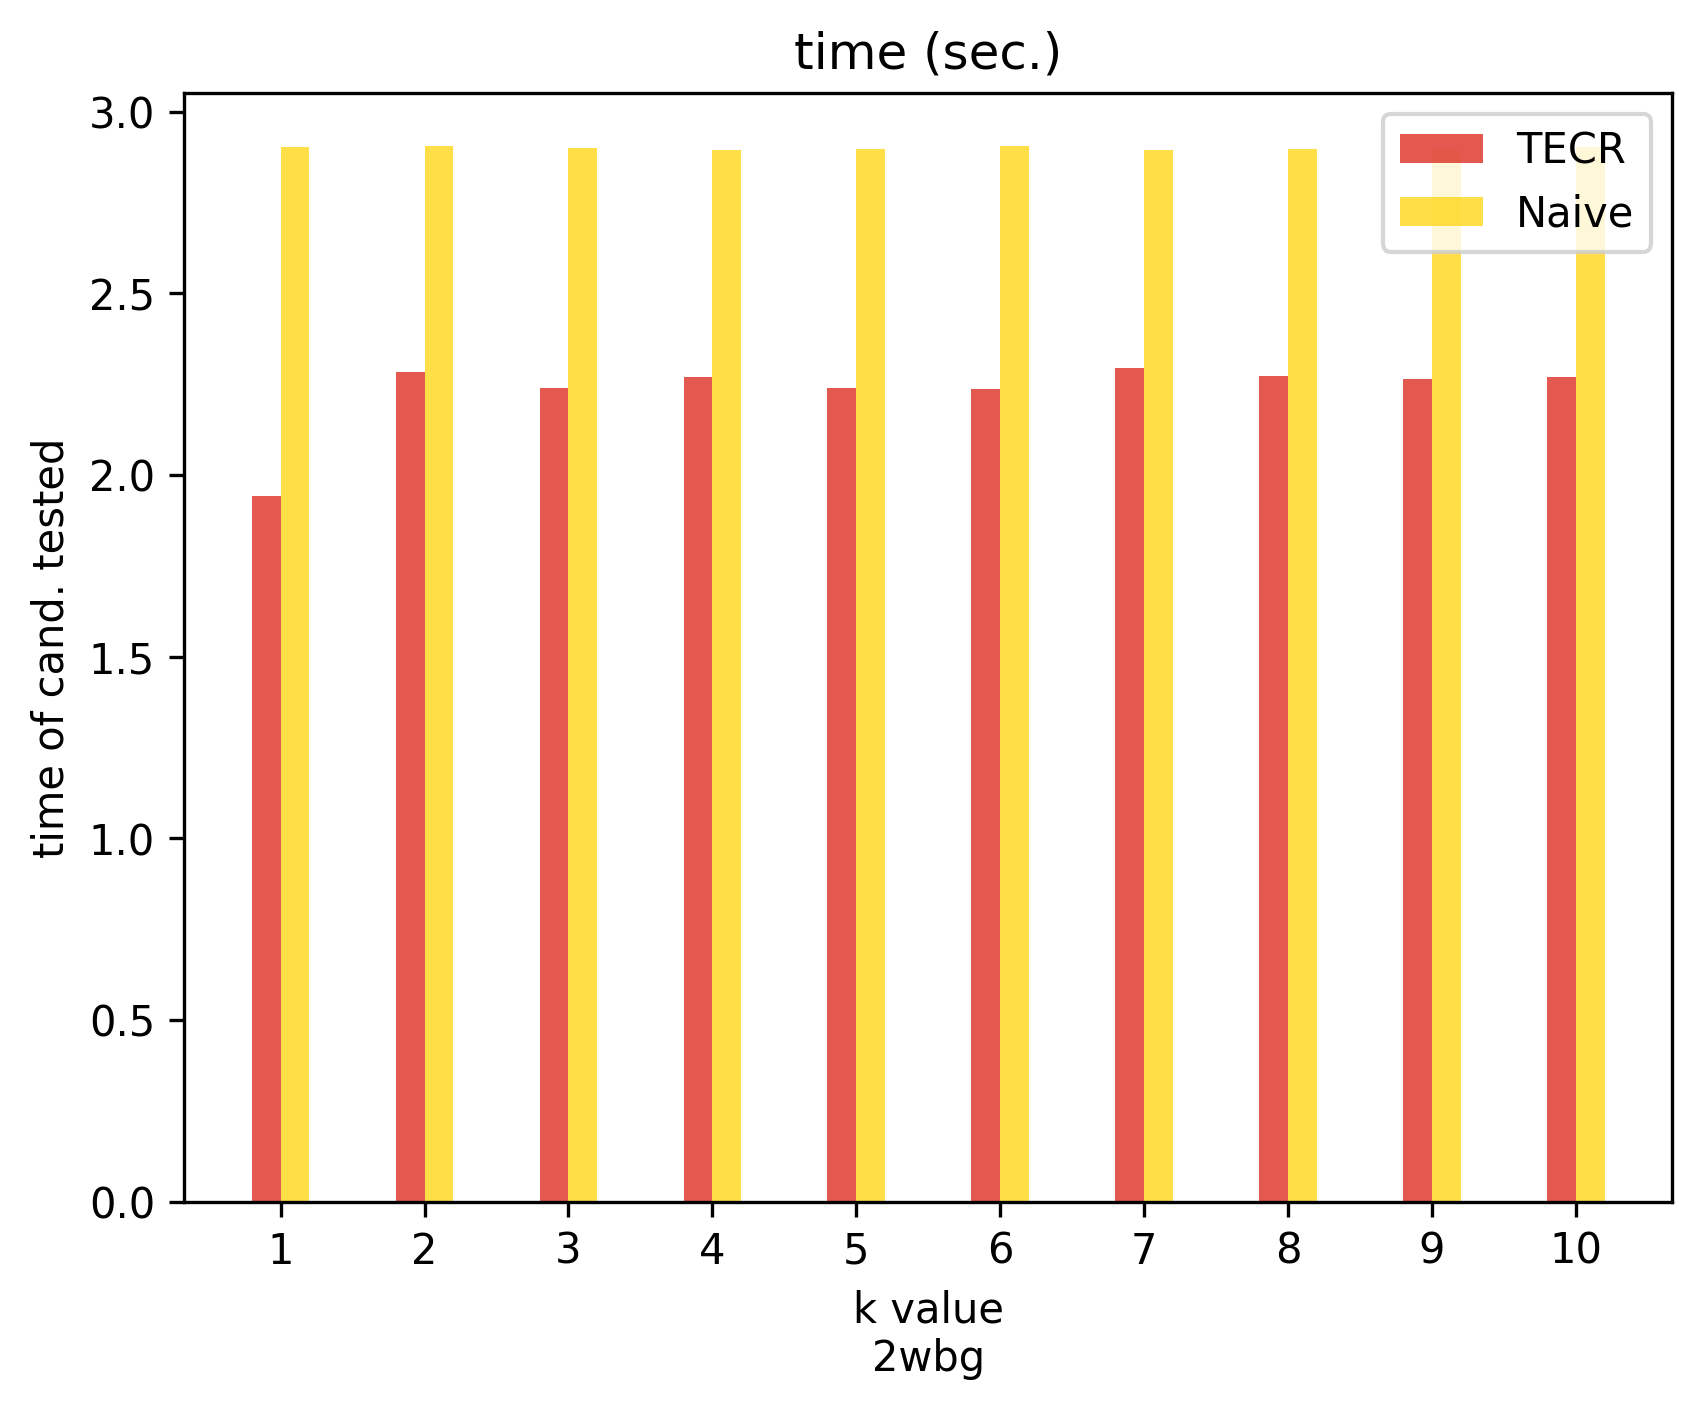 time (sec.)
3.0
2.5
2.0
1.5
1.0
0.5
0.0
time of cand. tested
TECR
Naive
1 2 3 4 5 6 7 8 9 10
k value
2wbg